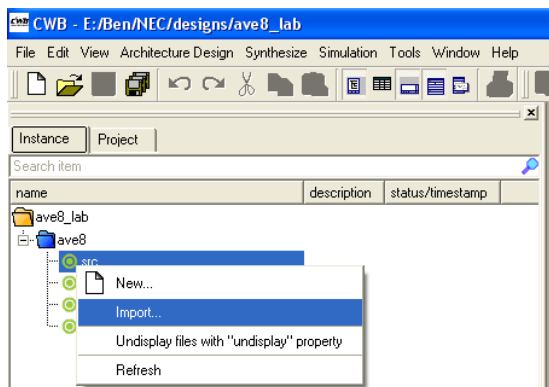 CWB - E:/Ben/NEC/designs/ave8_lab
File Edit View Architecture Design Synthesize Simulation Tools Window Help
Instance Project
Search item
name description status/timestamp
ave8_lab
ave8
src
New...
Import...
Undisplay files with "undisplay" property
Refresh